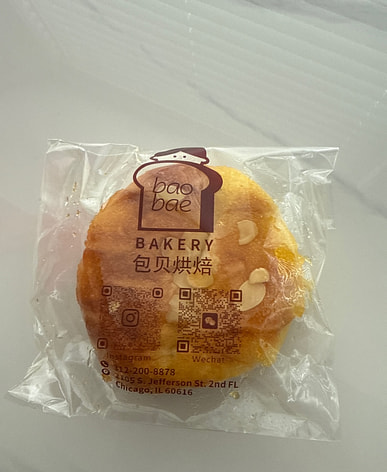 bao
bae
BAKERY
包贝烘焙
Instagram Wechat
312-200-8878
2105 S. Jefferson St. 2nd FL
Chicago, IL 60616